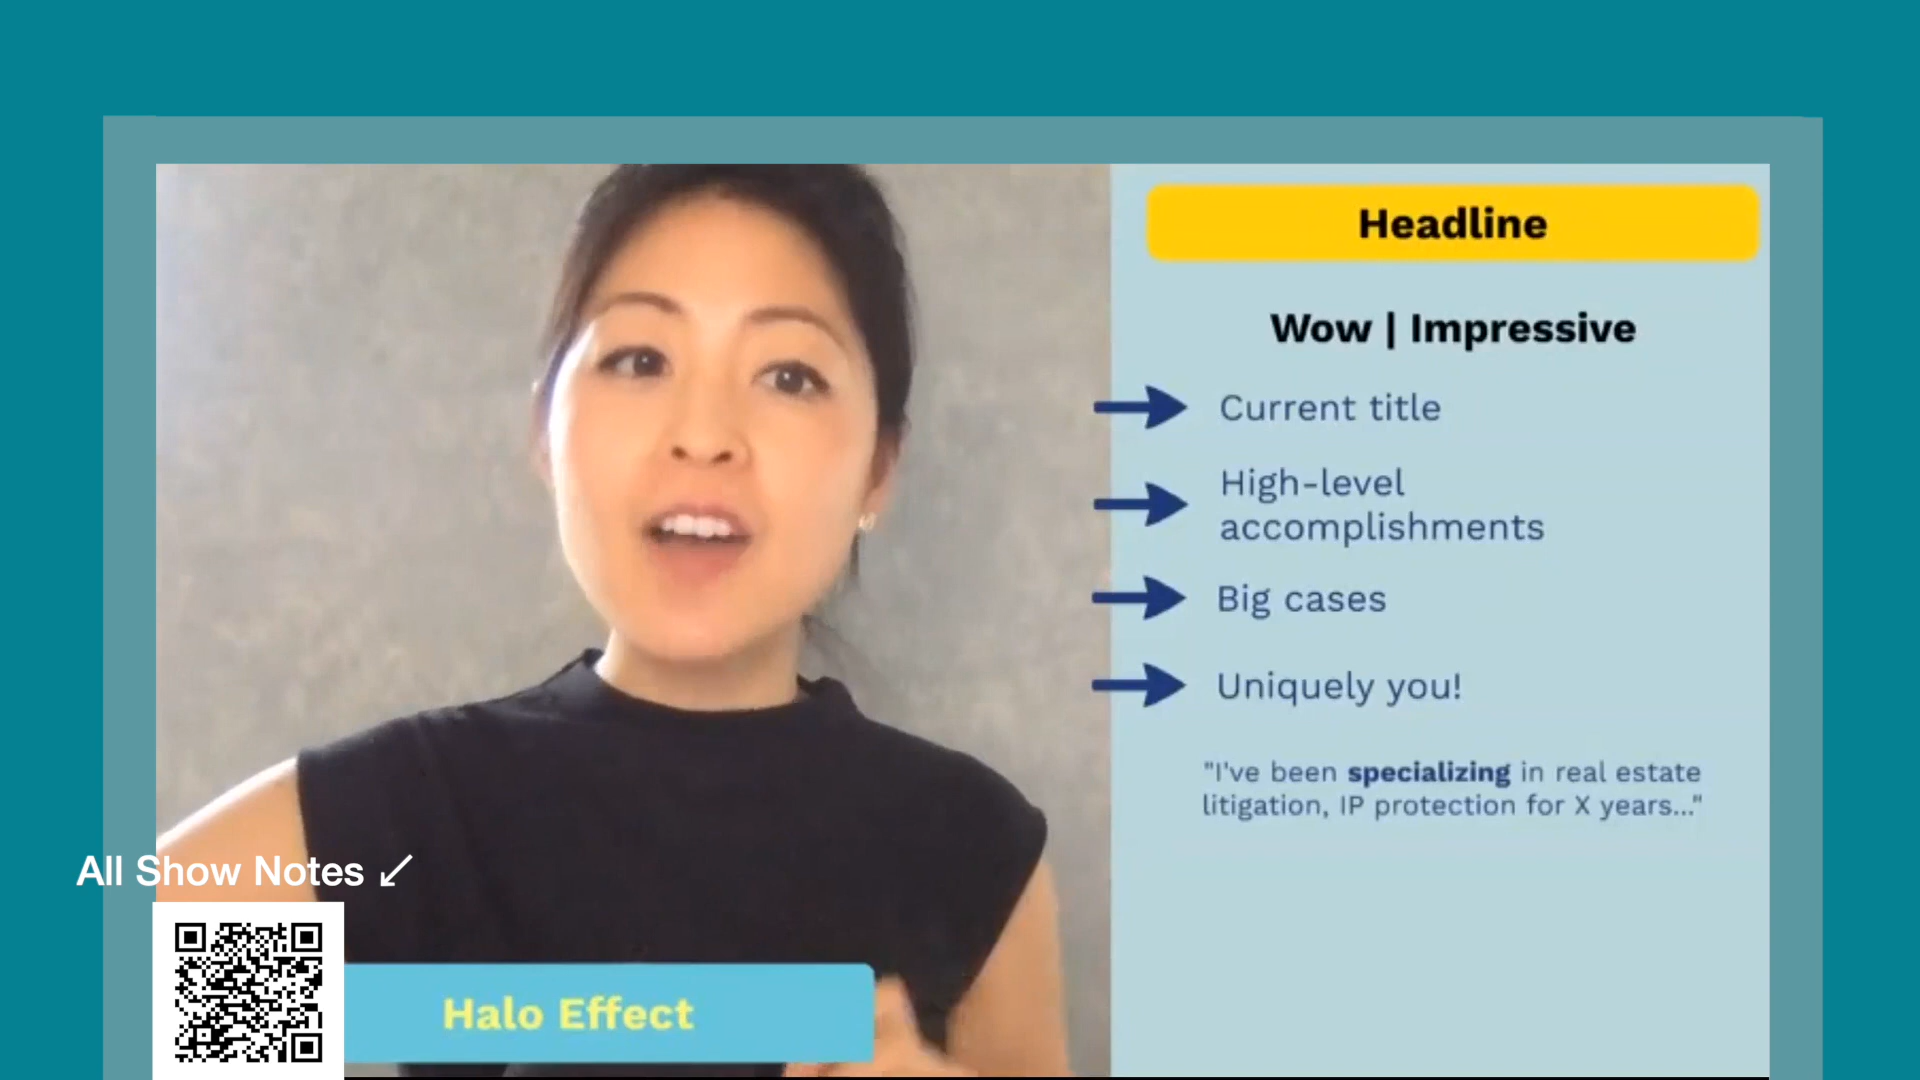 Headline
Wow | Impressive
Current title
High-level
accomplishments
Big cases
Uniquely you!
"I've been specializing in real estate
litigation, IP protection for X years..."
All Show Notes ↙
Halo Effect